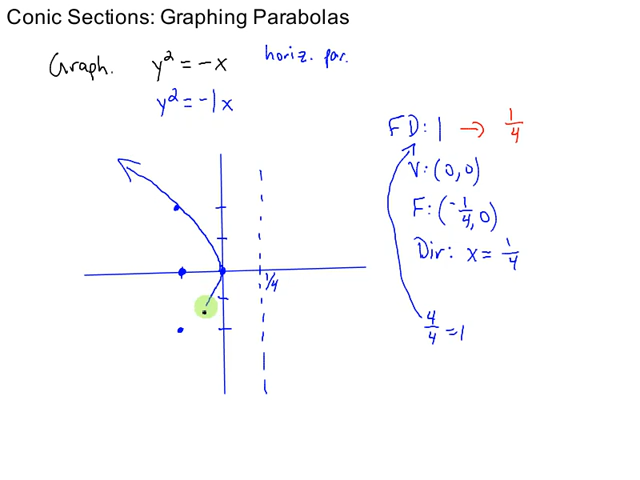 Conic Sections: Graphing Parabolas
Graph. y² = -x horiz. par.
y² = -1x
FD: 1 → 1/4
V: (0, 0)
F: (-1/4, 0)
Dir: x = 1/4
1/4
4/4 = 1